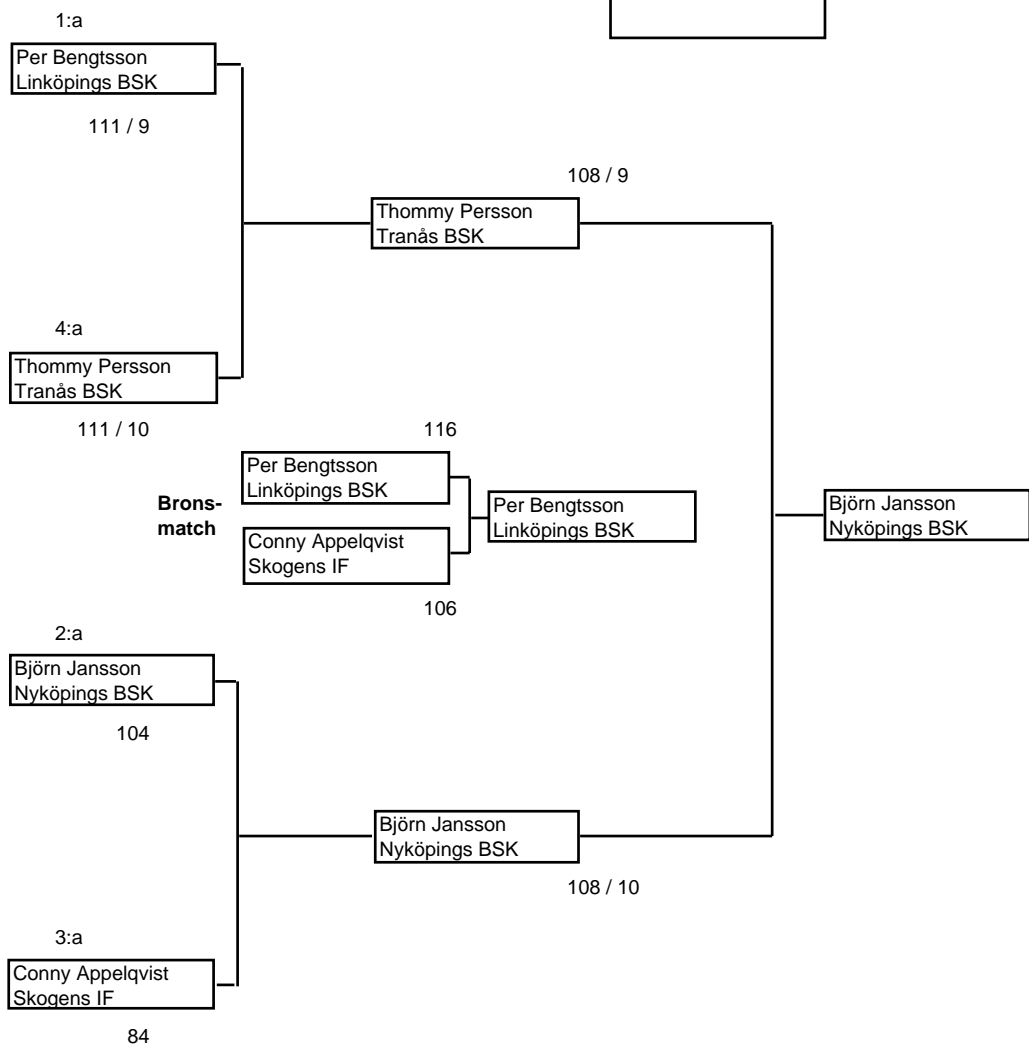 1:a
Per Bengtsson
Linköpings BSK
111 / 9
108 / 9
Thommy Persson
Tranås BSK
4:a
Thommy Persson
Tranås BSK
111 / 10
116
Per Bengtsson
Linköpings BSK
Brons-
match
Per Bengtsson
Linköpings BSK
Björn Jansson
Nyköpings BSK
Conny Appelqvist
Skogens IF
106
2:a
Björn Jansson
Nyköpings BSK
104
Björn Jansson
Nyköpings BSK
108 / 10
3:a
Conny Appelqvist
Skogens IF
84